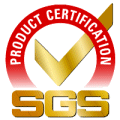 PRODUCT CERTIFICATION
SGS